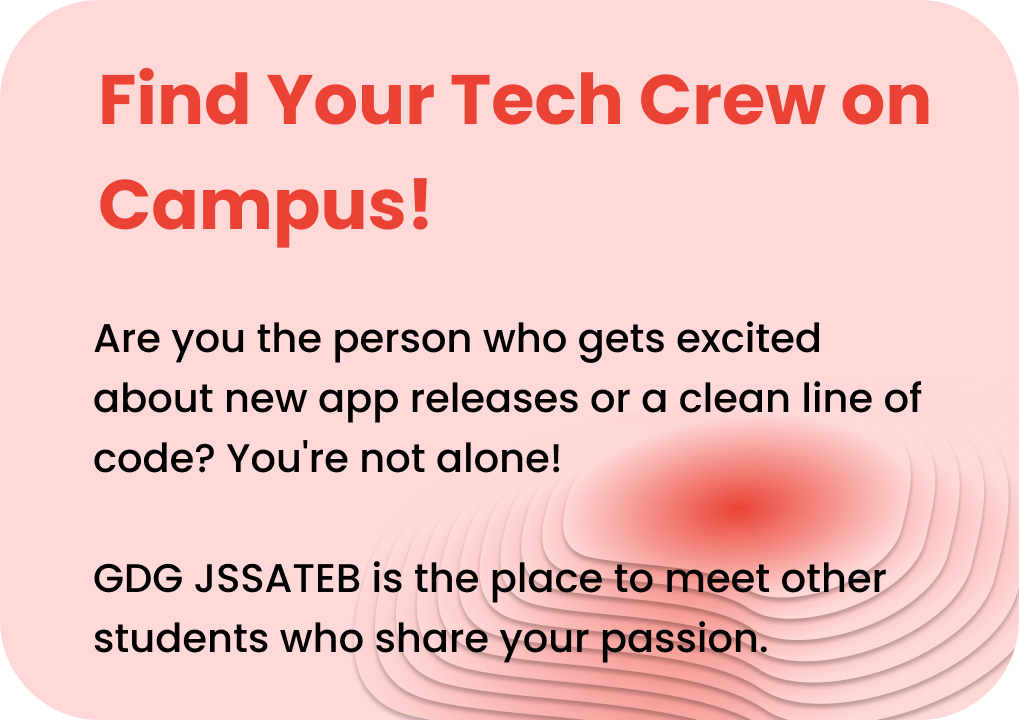 Find Your Tech Crew on
Campus!
Are you the person who gets excited
about new app releases or a clean line of
code? You're not alone!
GDG JSSATEB is the place to meet other
students who share your passion.